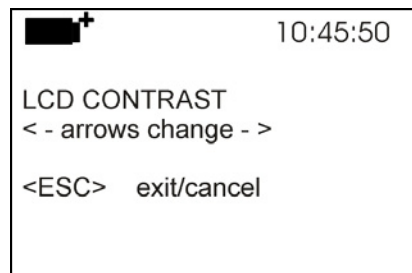 10:45:50
LCD CONTRAST
< - arrows change - >
<ESC> exit/cancel